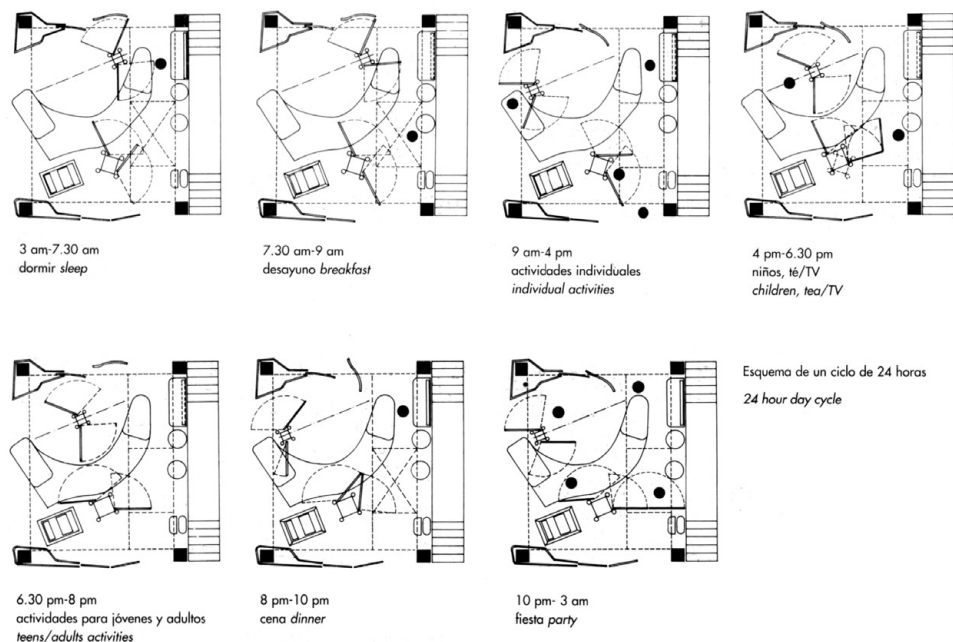 3 am-7.30 am
dormir sleep
7.30 am-9 am
desayuno breakfast
9 am-4 pm
actividades individuales
individual activities
4 pm-6.30 pm
niños, té/TV
children, tea/TV
6.30 pm-8 pm
actividades para jóvenes y adultos
teens/adults activities
8 pm-10 pm
cena dinner
10 pm- 3 am
fiesta party
Esquema de un ciclo de 24 horas
24 hour day cycle